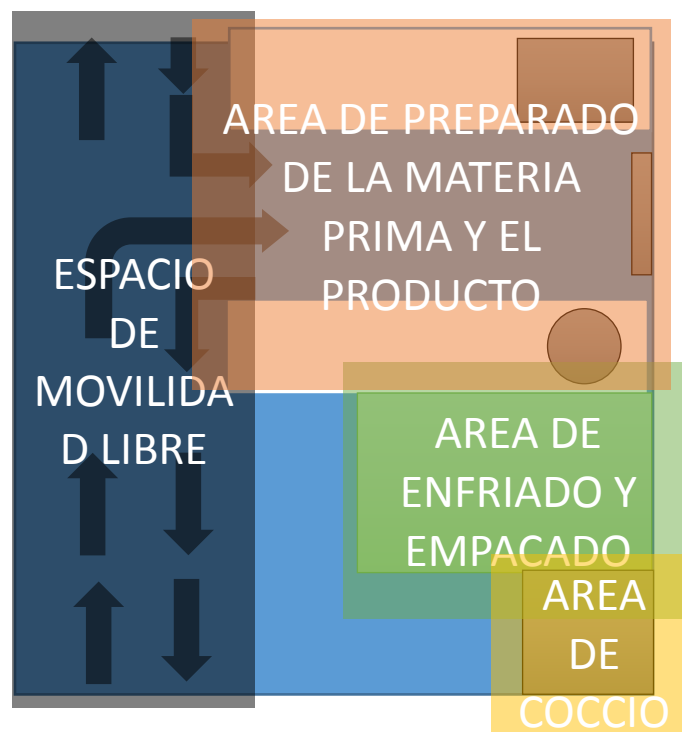 AREA DE PREPARADO
DE LA MATERIA
PRIMA Y EL
PRODUCTO
ESPACIO
DE
MOVILIDA
D LIBRE
AREA DE
ENFRIADO Y
EMPACADO
AREA
DE
COCCIO